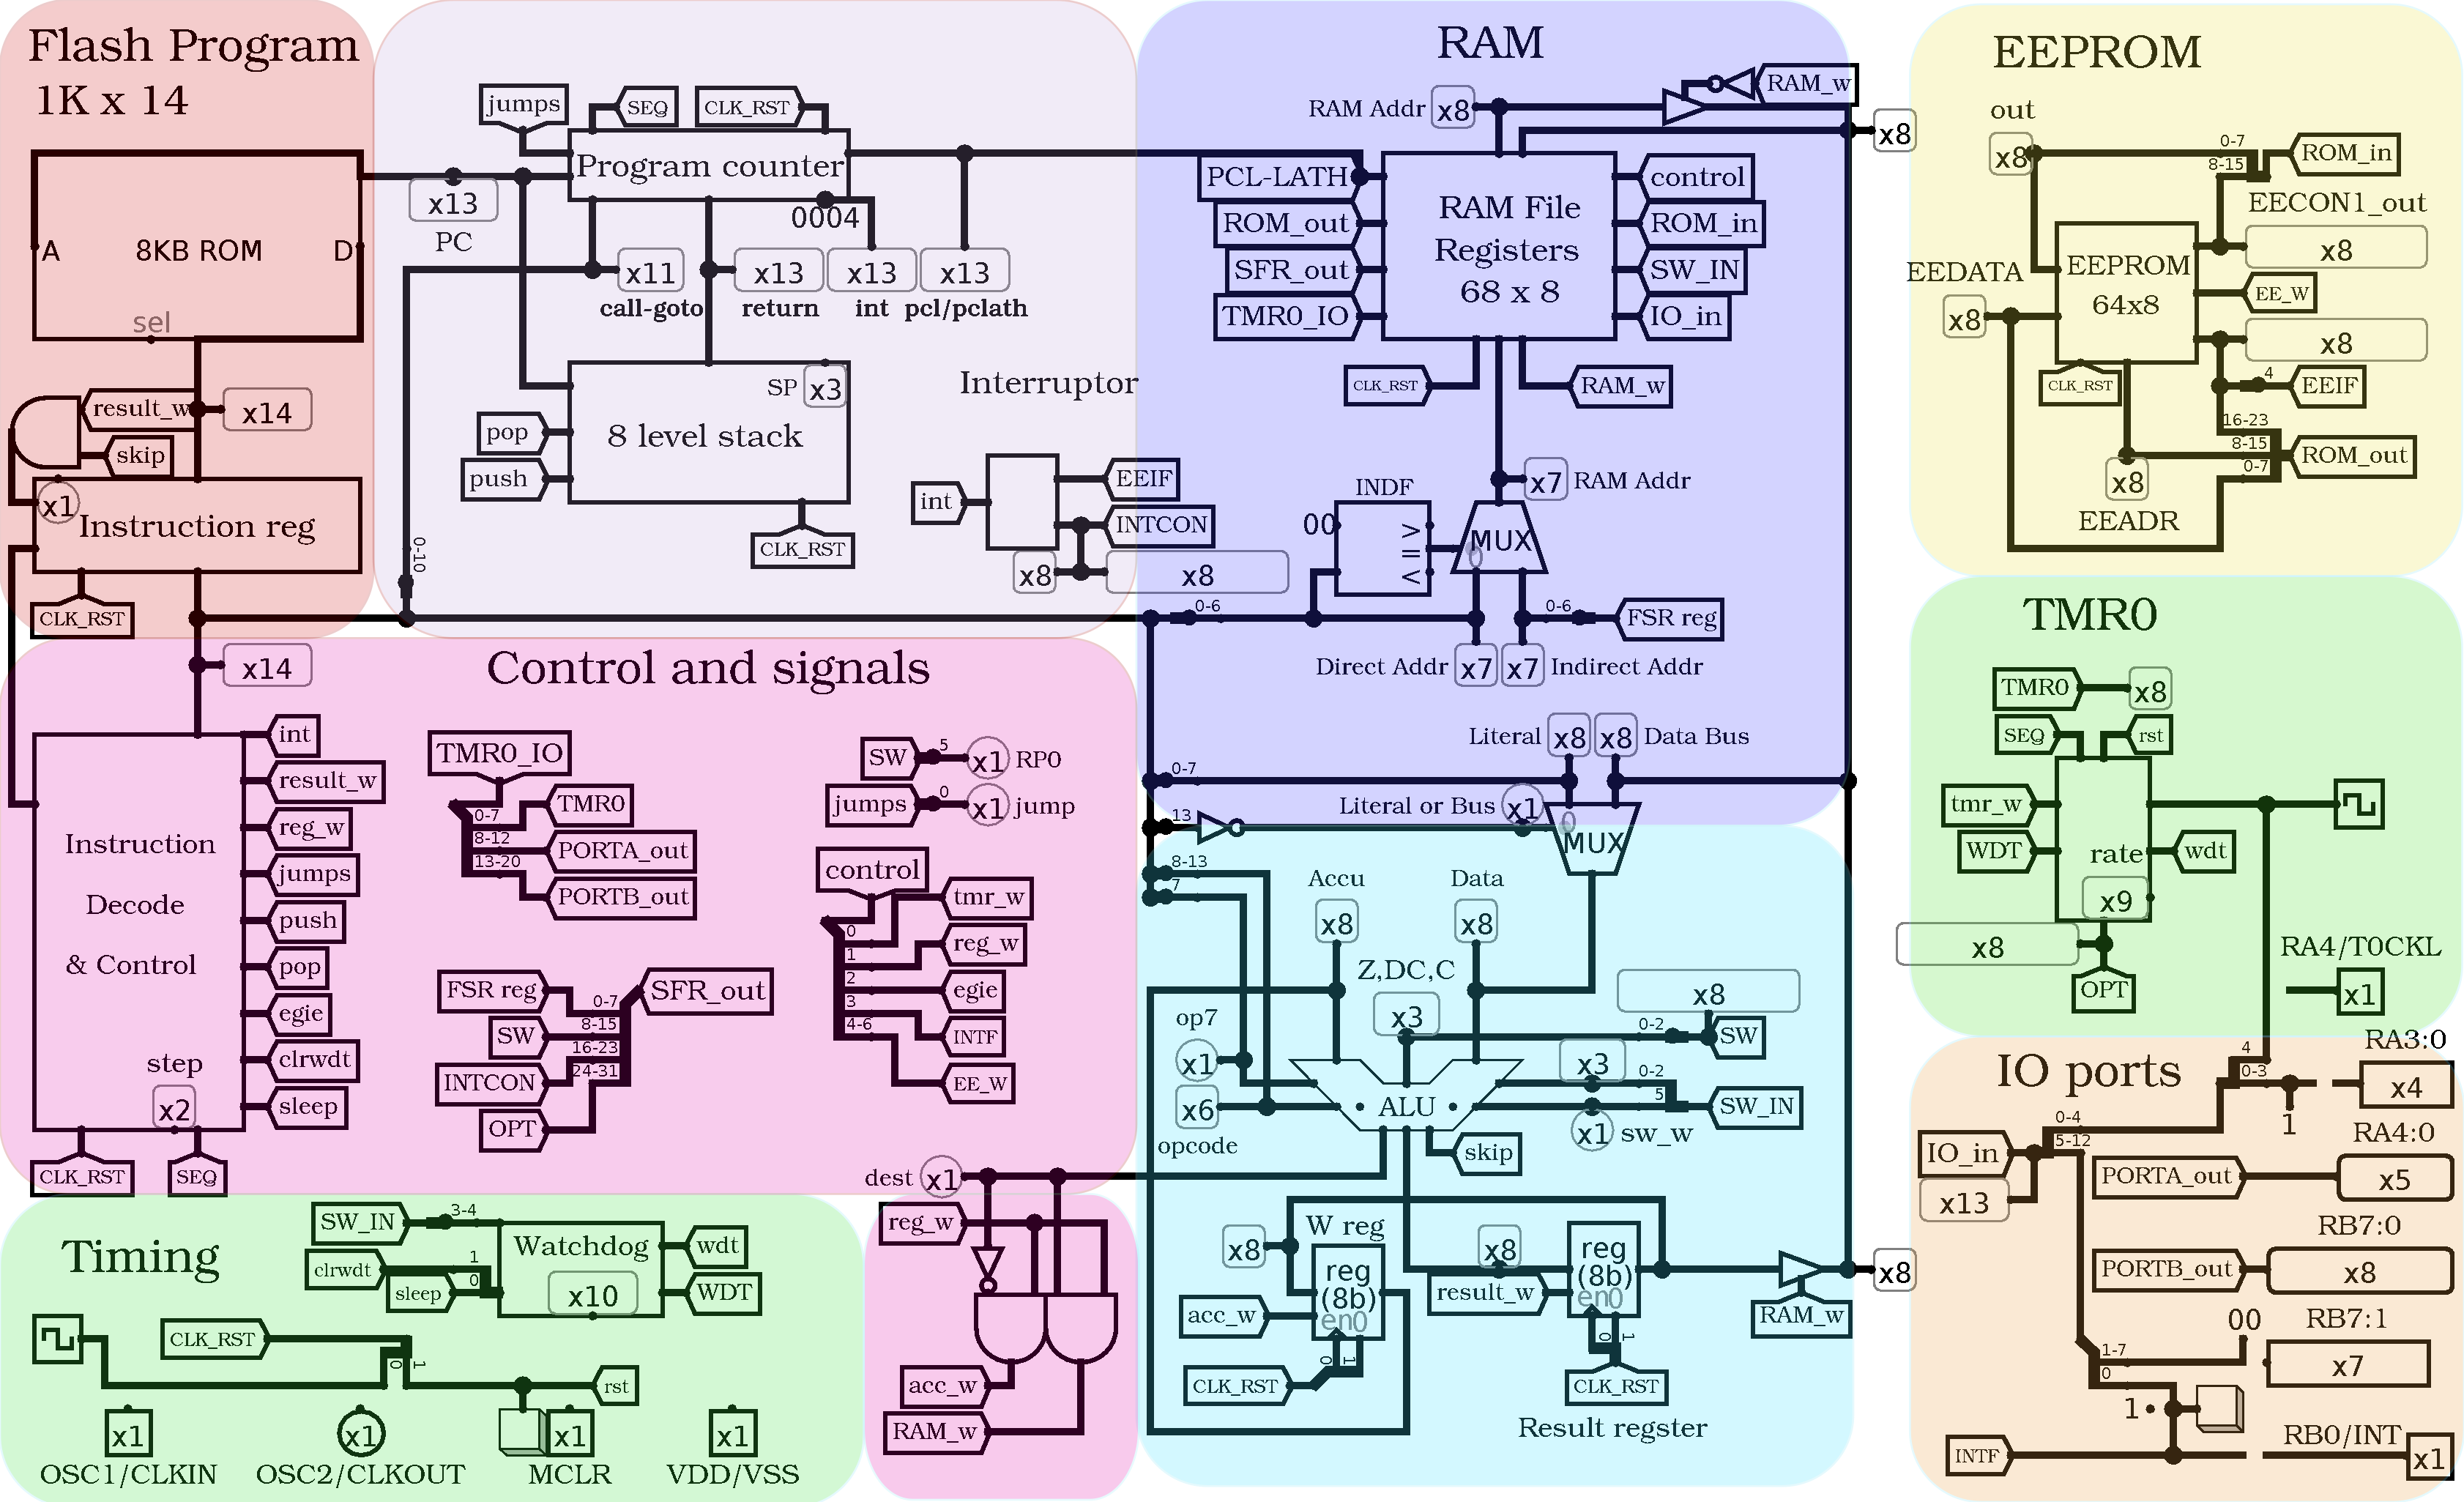 Flash Program
1K x 14
A
8KB ROM
D
sel
result_w
x14
skip
x1
Instruction reg
CLK_RST
x14
jumps
SEQ
CLK_RST
Program counter
0004
x13
PC
x11
x13
x13
x13
call-goto
return
int
pcl/pclath
SP
x3
pop
8 level stack
push
CLK_RST
0-10
Interruptor
int
EEIF
INTCON
x8
x8
RAM
RAM Addr
x8
RAM_w
x8
PCL-LATH
ROM_out
SFR_out
TMR0_IO
RAM File
Registers
68 x 8
control
ROM_in
SW_IN
IO_in
CLK_RST
RAM_w
x7
RAM Addr
INDF
00
>
=
<
MUX
0
0-6
0-6
FSR reg
Direct Addr
x7
x7
Indirect Addr
Literal
x8
x8
Data Bus
0-7
Literal or Bus
x1
13
0
MUX
8-13
7
Accu
Data
x8
x8
Z,DC,C
x3
x8
op7
0-2
SW
x1
x3
0-2
x6
ALU
5
SW_IN
opcode
x1
sw_w
skip
W reg
x8
x8
reg
(8b)
en0
reg
(8b)
en0
result_w
acc_w
0
1
0
1
CLK_RST
CLK_RST
RAM_w
x8
Result regster
EEPROM
out
x8
0-7
8-15
ROM_in
EECON1_out
x8
EEDATA
EEPROM
64x8
EE_W
x8
x8
CLK_RST
4
EEIF
16-23
8-15
0-7
ROM_out
x8
EEADR
TMR0
TMR0
x8
SEQ
rst
tmr_w
WDT
rate
wdt
x9
x8
OPT
RA4/T0CKL
x1
IO ports
RA3:0
4
0-3
x4
1
RA4:0
0-4
5-12
IO_in
x13
PORTA_out
x5
RB7:0
PORTB_out
x8
00
RB7:1
1-7
0
x7
1
RB0/INT
INTF
x1
Control and signals
Instruction
Decode
& Control
step
x2
int
result_w
reg_w
jumps
push
pop
egie
clrwdt
sleep
CLK_RST
SEQ
TMR0_IO
0-7
TMR0
8-12
PORTA_out
13-20
PORTB_out
SW
5
x1
RP0
jumps
0
x1
jump
control
tmr_w
0
reg_w
1
2
egie
3
INTF
4-6
EE_W
FSR reg
SFR_out
0-7
SW
8-15
16-23
INTCON
24-31
OPT
dest
x1
reg_w
acc_w
RAM_w
Timing
SW_IN
3-4
Watchdog
wdt
clrwdt
1
sleep
0
x10
WDT
CLK_RST
0
1
rst
x1
x1
x1
x1
OSC1/CLKIN
OSC2/CLKOUT
MCLR
VDD/VSS